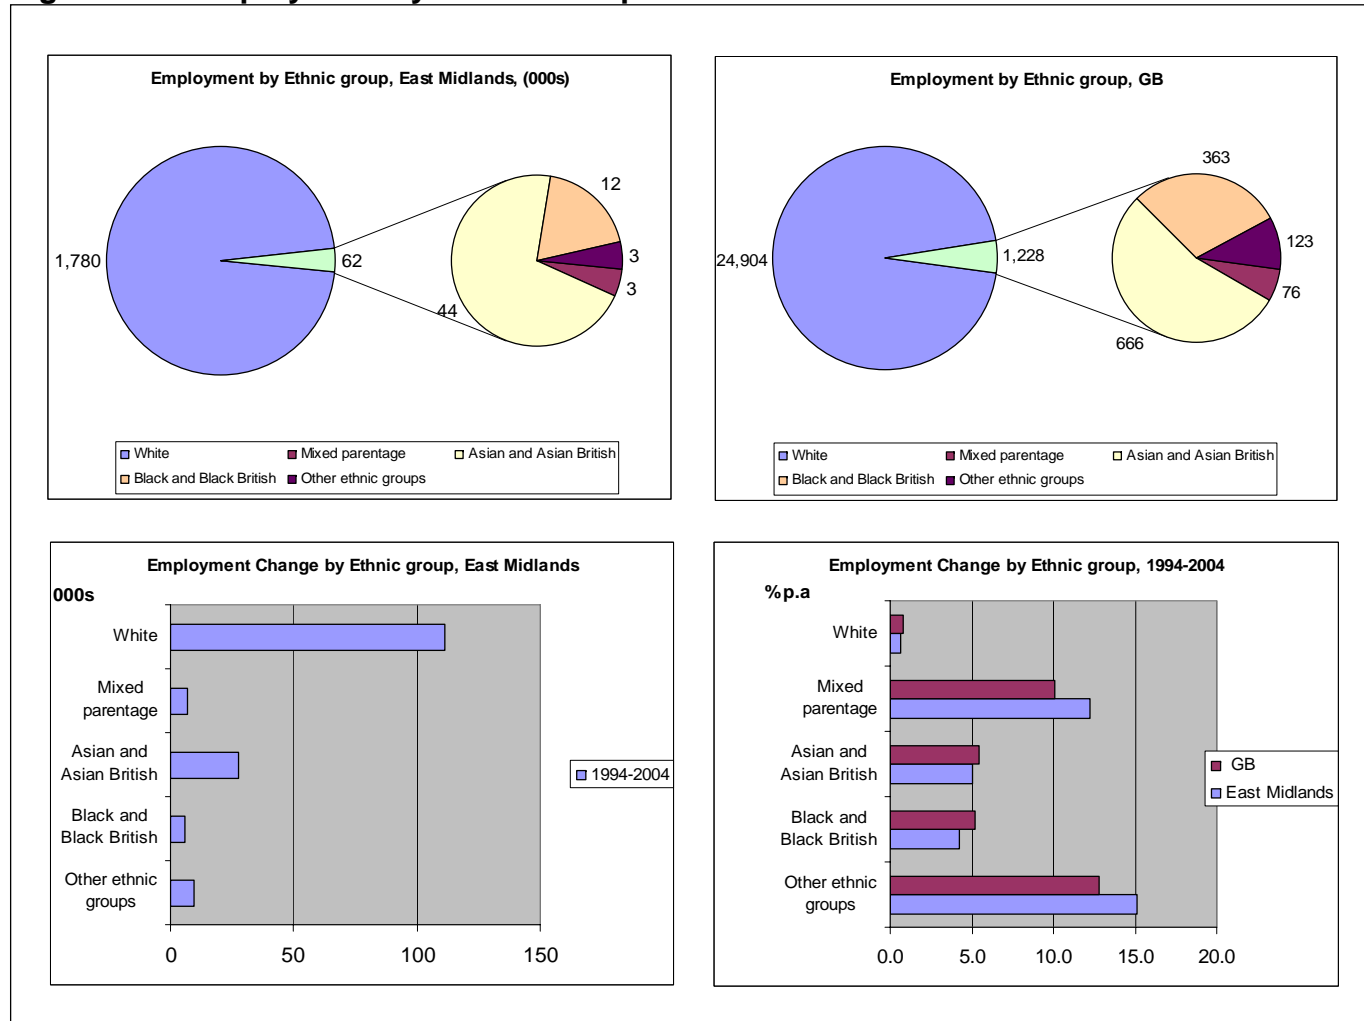 Employment by Ethnic group, East Midlands, (000s)
1,780
62
44
12
3
3
White
Mixed parentage
Asian and Asian British
Black and Black British
Other ethnic groups
Employment by Ethnic group, GB
24,904
1,228
363
123
76
666
White
Mixed parentage
Asian and Asian British
Black and Black British
Other ethnic groups
Employment Change by Ethnic group, East Midlands
000s
White
Mixed
parentage
Asian and
Asian British
Black and
Black British
Other ethnic
groups
0
50
100
150
1994-2004
Employment Change by Ethnic group, 1994-2004
%p.a
White
Mixed
parentage
Asian and
Asian British
Black and
Black British
Other ethnic
groups
0.0
5.0
10.0
15.0
20.0
GB
East Midlands